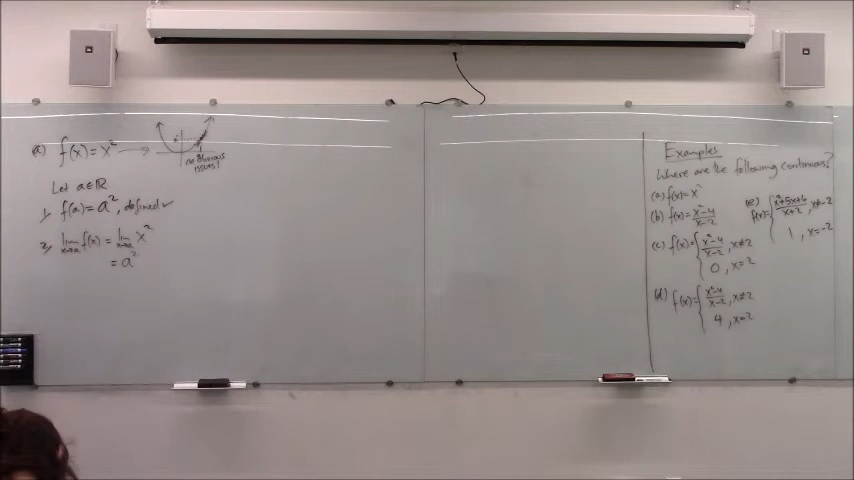 (a) f(x) = x² →
no obvious
issues!
Let a ∈ ℝ
1) f(a) = a², defined ✓
2) lim x→a f(x) = lim x→a x²
= a²
Examples
Where are the following continuous?
(a) f(x) = x²
(b) f(x) = (x²-4)/(x-2)
(c) f(x) = { (x²-4)/(x-2), x≠2
0, x=2
(d) f(x) = { (x²-4)/(x-2), x≠2
4, x=2
(e) f(x) = { (x²+5x+6)/(x+2), x≠-2
1, x=-2